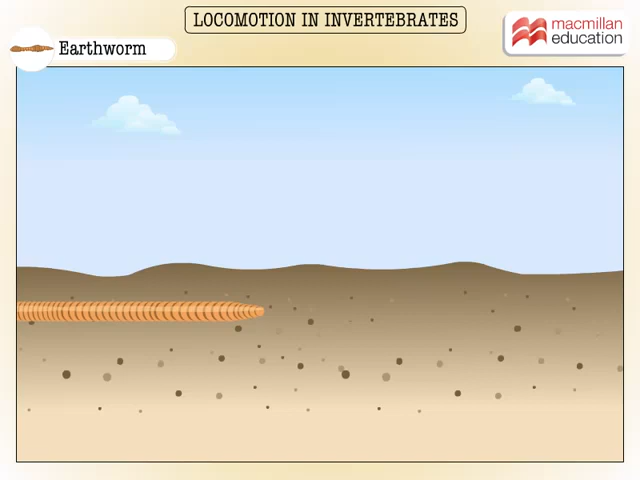 LOCOMOTION IN INVERTEBRATES
macmillan
education
Earthworm